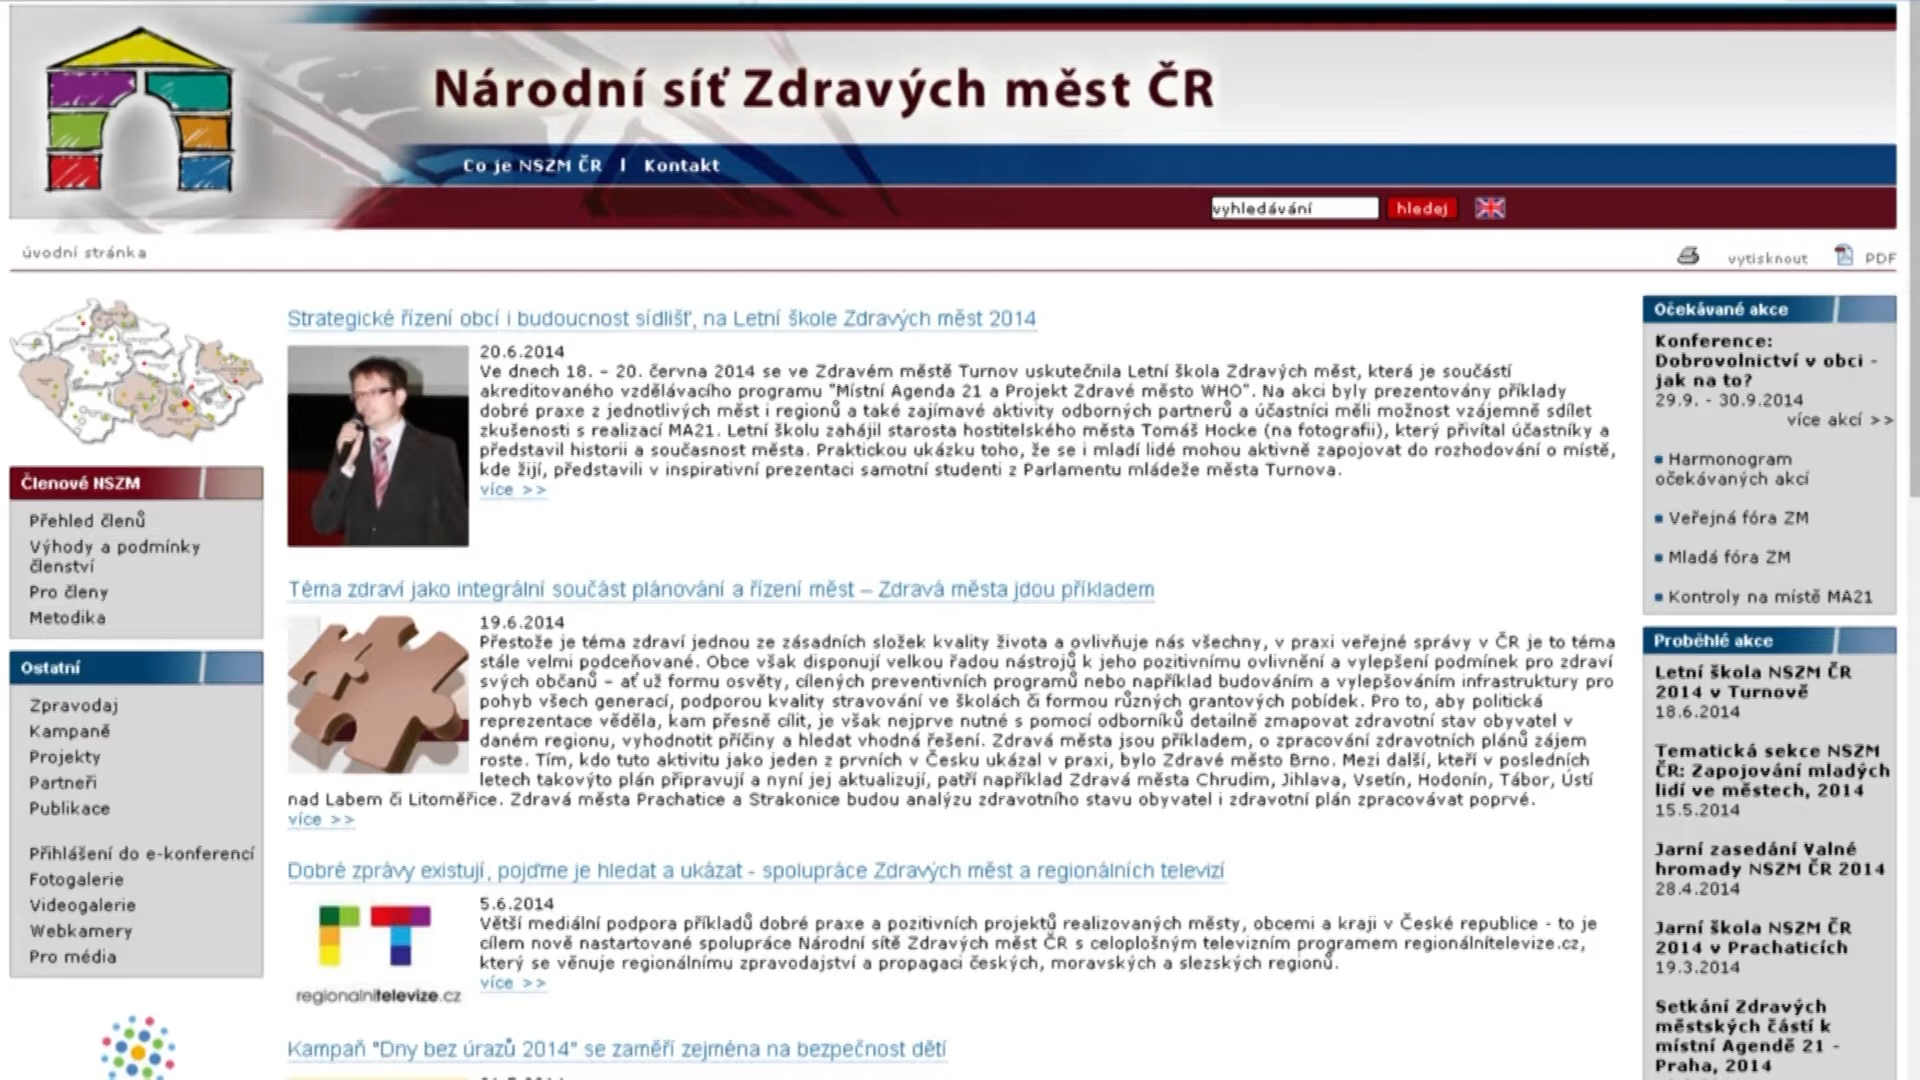 Národní síť Zdravých měst ČR
Co je NSZM ČR | Kontakt
vyhledávání hledej
úvodní stránka
vytisknout PDF
Členové NSZM
Přehled členů
Výhody a podmínky
členství
Pro členy
Metodika
Ostatní
Zpravodaj
Kampaně
Projekty
Partneři
Publikace
Přihlášení do e-konferencí
Fotogalerie
Videogalerie
Webkamery
Pro média
Strategické řízení obcí i budoucnost sídlišť, na Letní škole Zdravých měst 2014
20.6.2014
Ve dnech 18. - 20. června 2014 se ve Zdravém městě Turnov uskutečnila Letní škola Zdravých měst, která je součástí
akreditovaného vzdělávacího programu "Místní Agenda 21 a Projekt Zdravé město WHO". Na akci byly prezentovány příklady
dobré praxe z jednotlivých měst i regionů a také zajímavé aktivity odborných partnerů a účastníci měli možnost vzájemně sdílet
zkušenosti s realizací MA21. Letní školu zahájil starosta hostitelského města Tomáš Hocke (na fotografii), který přivítal účastníky a
představil historii a současnost města. Praktickou ukázku toho, že se i mladí lidé mohou aktivně zapojovat do rozhodování o místě,
kde žijí, představili v inspirativní prezentaci samotní studenti z Parlamentu mládeže města Turnova.
více >>
Téma zdraví jako integrální součást plánování a řízení měst – Zdravá města jdou příkladem
19.6.2014
Přestože je téma zdraví jednou ze zásadních složek kvality života a ovlivňuje nás všechny, v praxi veřejné správy v ČR je to téma
stále velmi podceňované. Obce však disponují velkou řadou nástrojů k jeho pozitivnímu ovlivnění a vylepšení podmínek pro zdraví
svých občanů – ať už formu osvěty, cílených preventivních programů nebo například budováním a vylepšováním infrastruktury pro
pohyb všech generací, podporou kvality stravování ve školách či formou různých grantových pobídek. Pro to, aby politická
reprezentace věděla, kam přesně cílit, je však nejprve nutné s pomocí odborníků detailně zmapovat zdravotní stav obyvatel v
daném regionu, vyhodnotit příčiny a hledat vhodná řešení. Zdravá města jsou příkladem, o zpracování zdravotních plánů zájem
roste. Tím, kdo tuto aktivitu jako jeden z prvních v Česku ukázal v praxi, bylo Zdravé město Brno. Mezi další, kteří v posledních
letech takovýto plán připravují a nyní jej aktualizují, patří například Zdravá města Chrudim, Jihlava, Vsetín, Hodonín, Tábor, Ústí
nad Labem či Litoměřice. Zdravá města Prachatice a Strakonice budou analýzu zdravotního stavu obyvatel i zdravotní plán zpracovávat poprvé.
více >>
Dobré zprávy existují, pojďme je hledat a ukázat - spolupráce Zdravých měst a regionálních televizí
regionalnitelevize.cz
5.6.2014
Větší mediální podpora příkladů dobré praxe a pozitivních projektů realizovaných městy, obcemi a kraji v České republice - to je
cílem nově nastartované spolupráce Národní sítě Zdravých měst ČR s celoplošným televizním programem regionálnítelevize.cz,
který se věnuje regionálnímu zpravodajství a propagaci českých, moravských a slezských regionů.
více >>
Kampaň "Dny bez úrazů 2014" se zaměří zejména na bezpečnost dětí
Očekávané akce
Konference:
Dobrovolnictví v obci -
jak na to?
29.9. - 30.9.2014
více akcí >>
Harmonogram
očekávaných akcí
Veřejná fóra ZM
Mladá fóra ZM
Kontroly na místě MA21
Proběhlé akce
Letní škola NSZM ČR
2014 v Turnově
18.6.2014
Tematická sekce NSZM
ČR: Zapojování mladých
lidí ve městech, 2014
15.5.2014
Jarní zasedání Valné
hromady NSZM ČR 2014
28.4.2014
Jarní škola NSZM ČR
2014 v Prachaticích
19.3.2014
Setkání Zdravých
městských částí k
místní Agendě 21 -
Praha, 2014